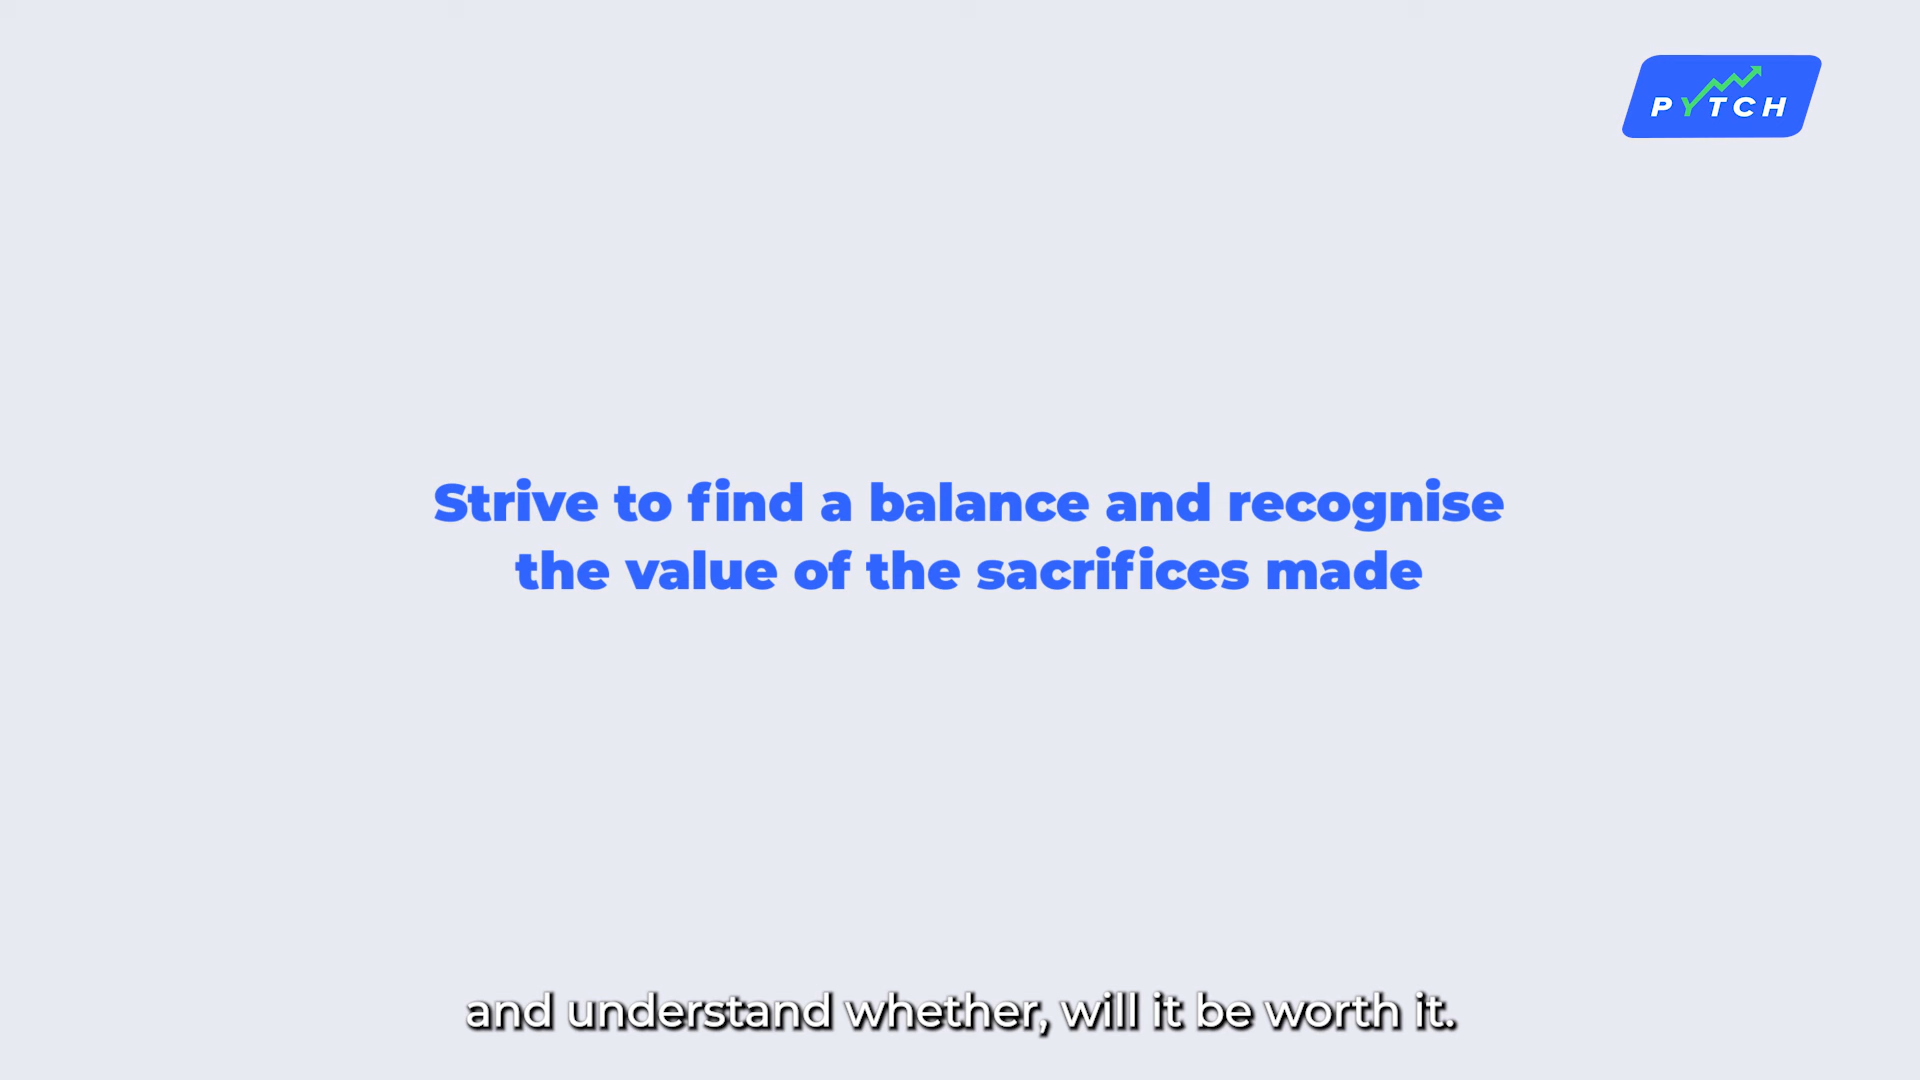 PYTCH
Strive to find a balance and recognise
the value of the sacrifices made
and understand whether, will it be worth it.